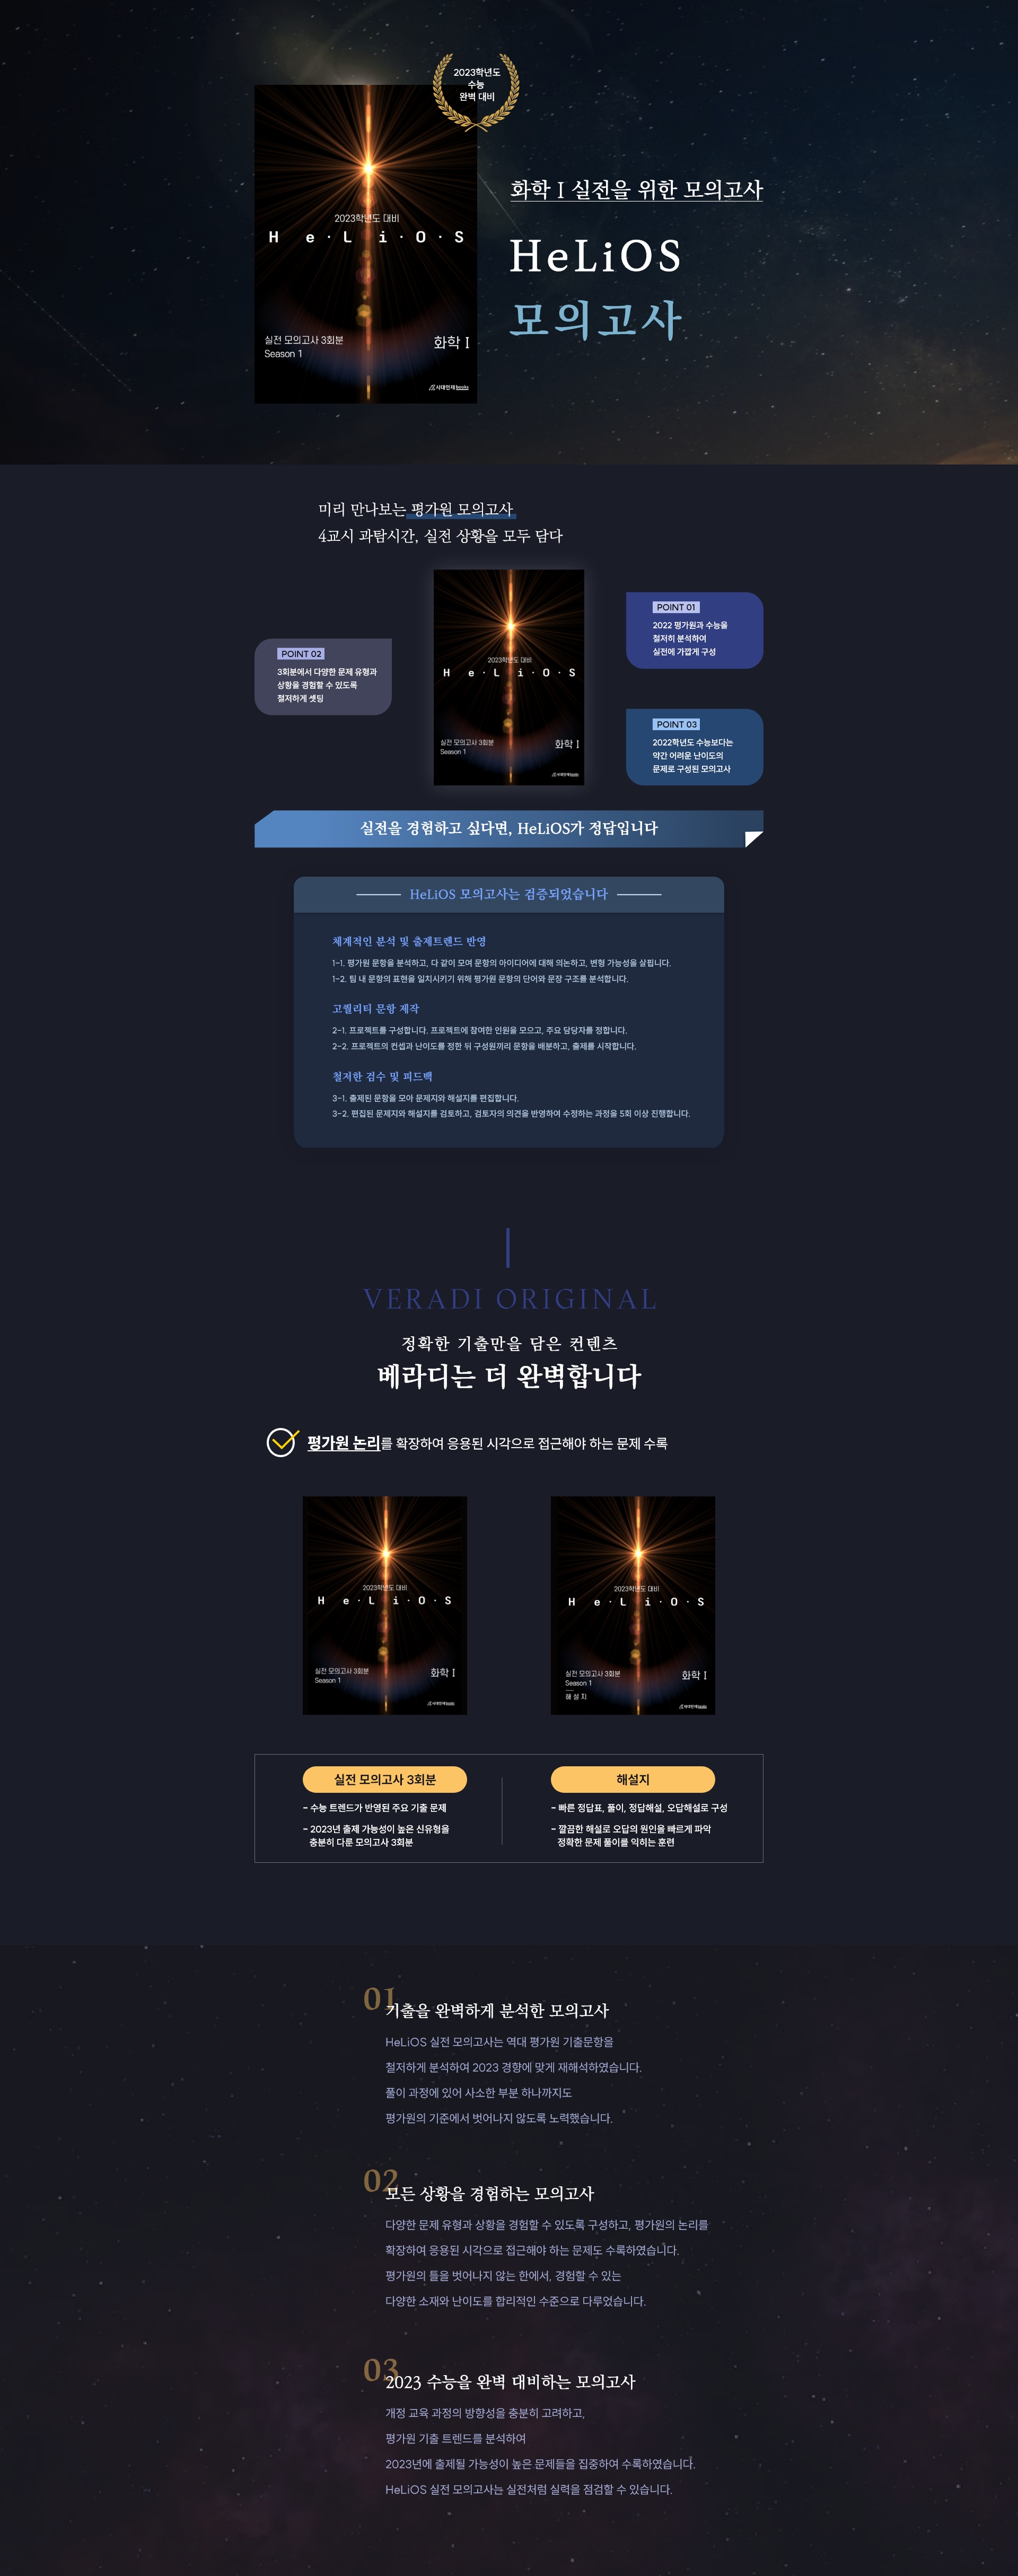 2023학년도
수능
완벽 대비
2023학년도 대비
H e · L i · O · S
실전 모의고사 3회분
Season 1
화학 I
시대인재books
화학 I 실전을 위한 모의고사
HeLiOS
모의고사
미리 만나보는 평가원 모의고사
4교시 과탐시간, 실전 상황을 모두 담다
POINT 01
2022 평가원과 수능을
철저히 분석하여
실전에 가깝게 구성
POINT 02
3회분에서 다양한 문제 유형과
상황을 경험할 수 있도록
철저하게 셋팅
2023학년도 대비
H e · L i · O · S
실전 모의고사 3회분
Season 1
화학 I
시대인재books
POINT 03
2022학년도 수능보다는
약간 어려운 난이도의
문제로 구성된 모의고사
실전을 경험하고 싶다면, HeLiOS가 정답입니다
HeLiOS 모의고사는 검증되었습니다
체계적인 분석 및 출제트렌드 반영
1-1. 평가원 문항을 분석하고, 다 같이 모여 문항의 아이디어에 대해 의논하고, 변형 가능성을 살핍니다.
1-2. 팀 내 문항의 표현을 일치시키기 위해 평가원 문항의 단어와 문장 구조를 분석합니다.
고퀄리티 문항 제작
2-1. 프로젝트를 구성합니다. 프로젝트에 참여한 인원을 모으고, 주요 담당자를 정합니다.
2-2. 프로젝트의 컨셉과 난이도를 정한 뒤 구성원끼리 문항을 배분하고, 출제를 시작합니다.
철저한 검수 및 피드백
3-1. 출제된 문항을 모아 문제지와 해설지를 편집합니다.
3-2. 편집된 문제지와 해설지를 검토하고, 검토자의 의견을 반영하여 수정하는 과정을 5회 이상 진행합니다.
VERADI ORIGINAL
정확한 기출만을 담은 컨텐츠
베라디는 더 완벽합니다
평가원 논리를 확장하여 응용된 시각으로 접근해야 하는 문제 수록
2023학년도 대비
H e · L i · O · S
실전 모의고사 3회분
Season 1
화학 I
시대인재books
2023학년도 대비
H e · L i · O · S
실전 모의고사 3회분
Season 1
해 설 지
화학 I
시대인재books
실전 모의고사 3회분
- 수능 트렌드가 반영된 주요 기출 문제
- 2023년 출제 가능성이 높은 신유형을
충분히 다룬 모의고사 3회분
해설지
- 빠른 정답표, 풀이, 정답해설, 오답해설로 구성
- 깔끔한 해설로 오답의 원인을 빠르게 파악
정확한 문제 풀이를 익히는 훈련
01
기출을 완벽하게 분석한 모의고사
HeLiOS 실전 모의고사는 역대 평가원 기출문항을
철저하게 분석하여 2023 경향에 맞게 재해석하였습니다.
풀이 과정에 있어 사소한 부분 하나까지도
평가원의 기준에서 벗어나지 않도록 노력했습니다.
02
모든 상황을 경험하는 모의고사
다양한 문제 유형과 상황을 경험할 수 있도록 구성하고, 평가원의 논리를
확장하여 응용된 시각으로 접근해야 하는 문제도 수록하였습니다.
평가원의 틀을 벗어나지 않는 한에서, 경험할 수 있는
다양한 소재와 난이도를 합리적인 수준으로 다루었습니다.
03
2023 수능을 완벽 대비하는 모의고사
개정 교육 과정의 방향성을 충분히 고려하고,
평가원 기출 트렌드를 분석하여
2023년에 출제될 가능성이 높은 문제들을 집중하여 수록하였습니다.
HeLiOS 실전 모의고사는 실전처럼 실력을 점검할 수 있습니다.